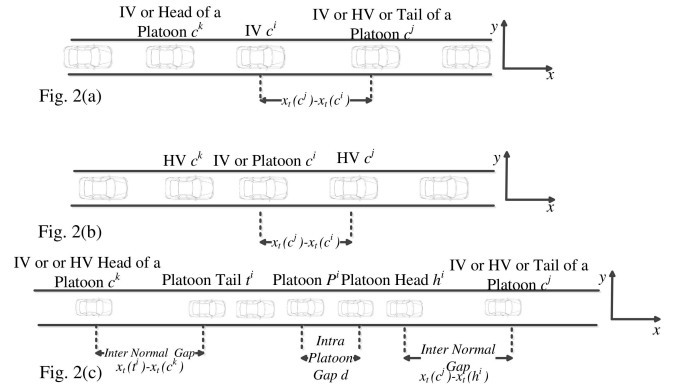 IV or Head of a
Platoon c^k
IV c^i
IV or HV or Tail of a
Platoon c^j
y
x
x_t(c^j)-x_t(c^i)
Fig. 2(a)
HV c^k
IV or Platoon c^i
HV c^j
y
x
x_t(c^j)-x_t(c^i)
Fig. 2(b)
IV or or HV Head of a
Platoon c^k
Platoon Tail t^i
Platoon P^i
Platoon Head h^i
IV or HV or Tail of a
Platoon c^j
y
x
Inter Normal Gap
x_t(t^i)-x_t(c^k)
Intra
Platoon
Gap d
Inter Normal
Gap
x_t(c^j)-x_t(h^i)
Fig. 2(c)